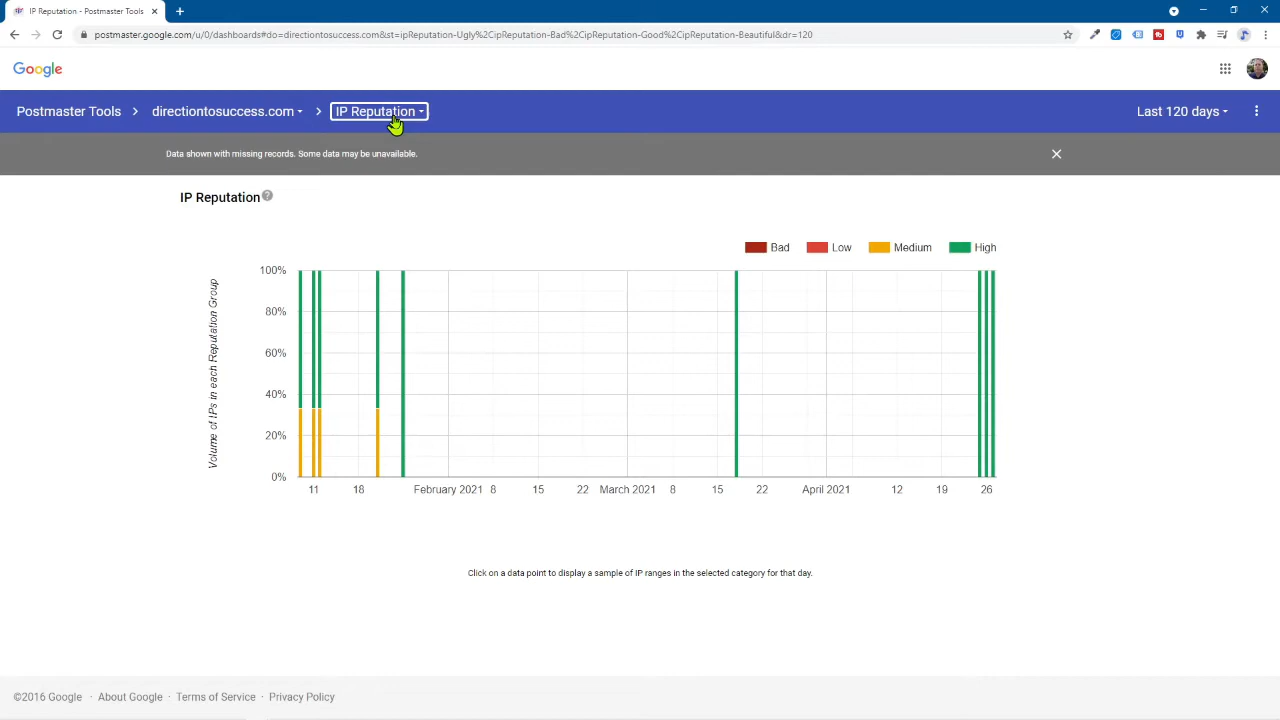 IP Reputation - Postmaster Tools
postmaster.google.com/u/0/dashboards#do=directiontosuccess.com&st=ipReputation-Ugly%2CipReputation-Bad%2CipReputation-Good%2CipReputation-Beautiful&dr=120
Google
Postmaster Tools directiontosuccess.com IP Reputation Last 120 days
Data shown with missing records. Some data may be unavailable.
IP Reputation ?
Bad Low Medium High
Volume of IPs in each Reputation Group
100%
80%
60%
40%
20%
0%
11 18 February 2021 8 15 22 March 2021 8 15 22 April 2021 12 19 26
Click on a data point to display a sample of IP ranges in the selected category for that day.
©2016 Google · About Google · Terms of Service · Privacy Policy